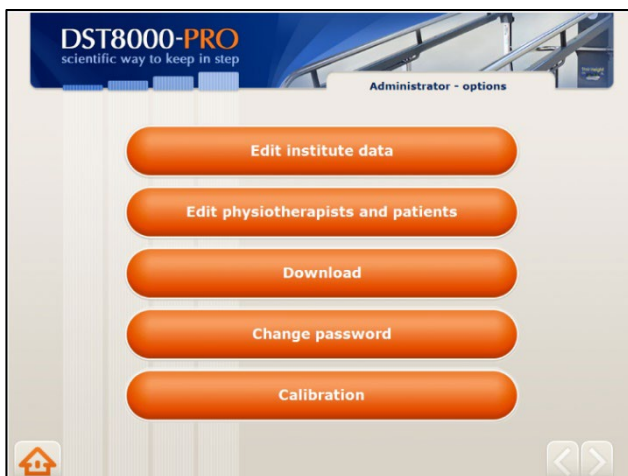 DST8000-PRO
scientific way to keep in step
Administrator - options
Edit institute data
Edit physiotherapists and patients
Download
Change password
Calibration